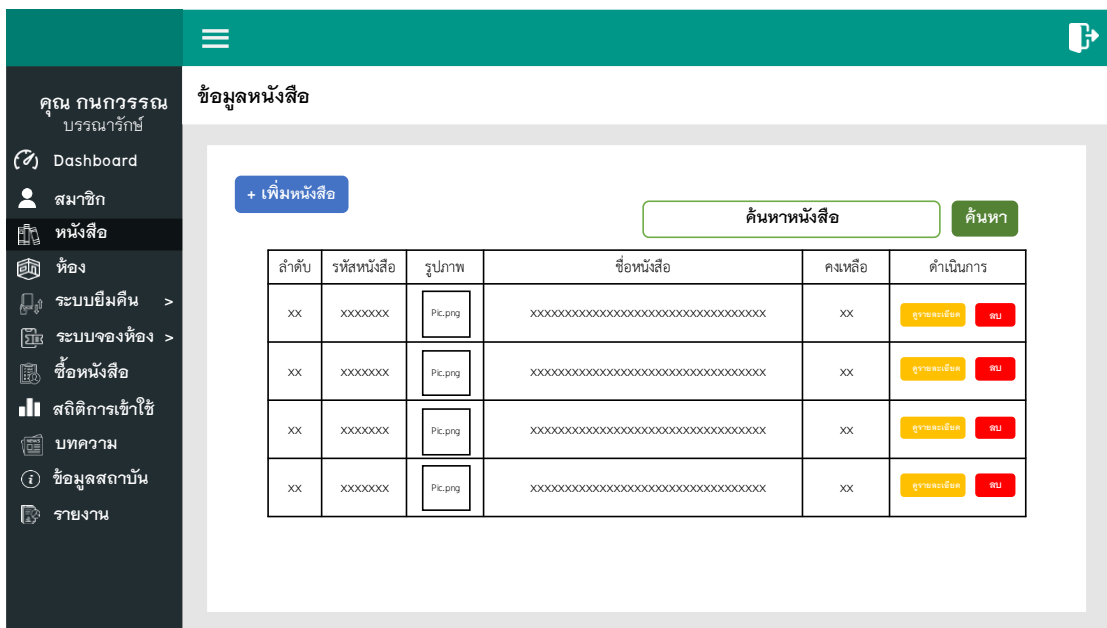 คุณ กนกวรรณ
บรรณารักษ์
Dashboard
สมาชิก
หนังสือ
ห้อง
ระบบยืมคืน >
ระบบจองห้อง >
ซื้อหนังสือ
สถิติการเข้าใช้
บทความ
ข้อมูลสถาบัน
รายงาน
ข้อมูลหนังสือ
+ เพิ่มหนังสือ
ค้นหาหนังสือ ค้นหา
ลำดับ รหัสหนังสือ รูปภาพ ชื่อหนังสือ คงเหลือ ดำเนินการ
xx xxxxxxx Pic.png xxxxxxxxxxxxxxxxxxxxxxxxxxxxxxxxxx xx ดูรายละเอียด ลบ
xx xxxxxxx Pic.png xxxxxxxxxxxxxxxxxxxxxxxxxxxxxxxxxx xx ดูรายละเอียด ลบ
xx xxxxxxx Pic.png xxxxxxxxxxxxxxxxxxxxxxxxxxxxxxxxxx xx ดูรายละเอียด ลบ
xx xxxxxxx Pic.png xxxxxxxxxxxxxxxxxxxxxxxxxxxxxxxxxx xx ดูรายละเอียด ลบ